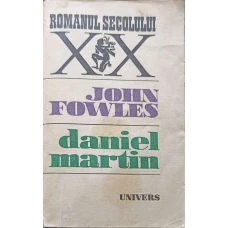 ROMANUL SECOLULUI
XX
JOHN
FOWLES
daniel
martin
UNIVERS